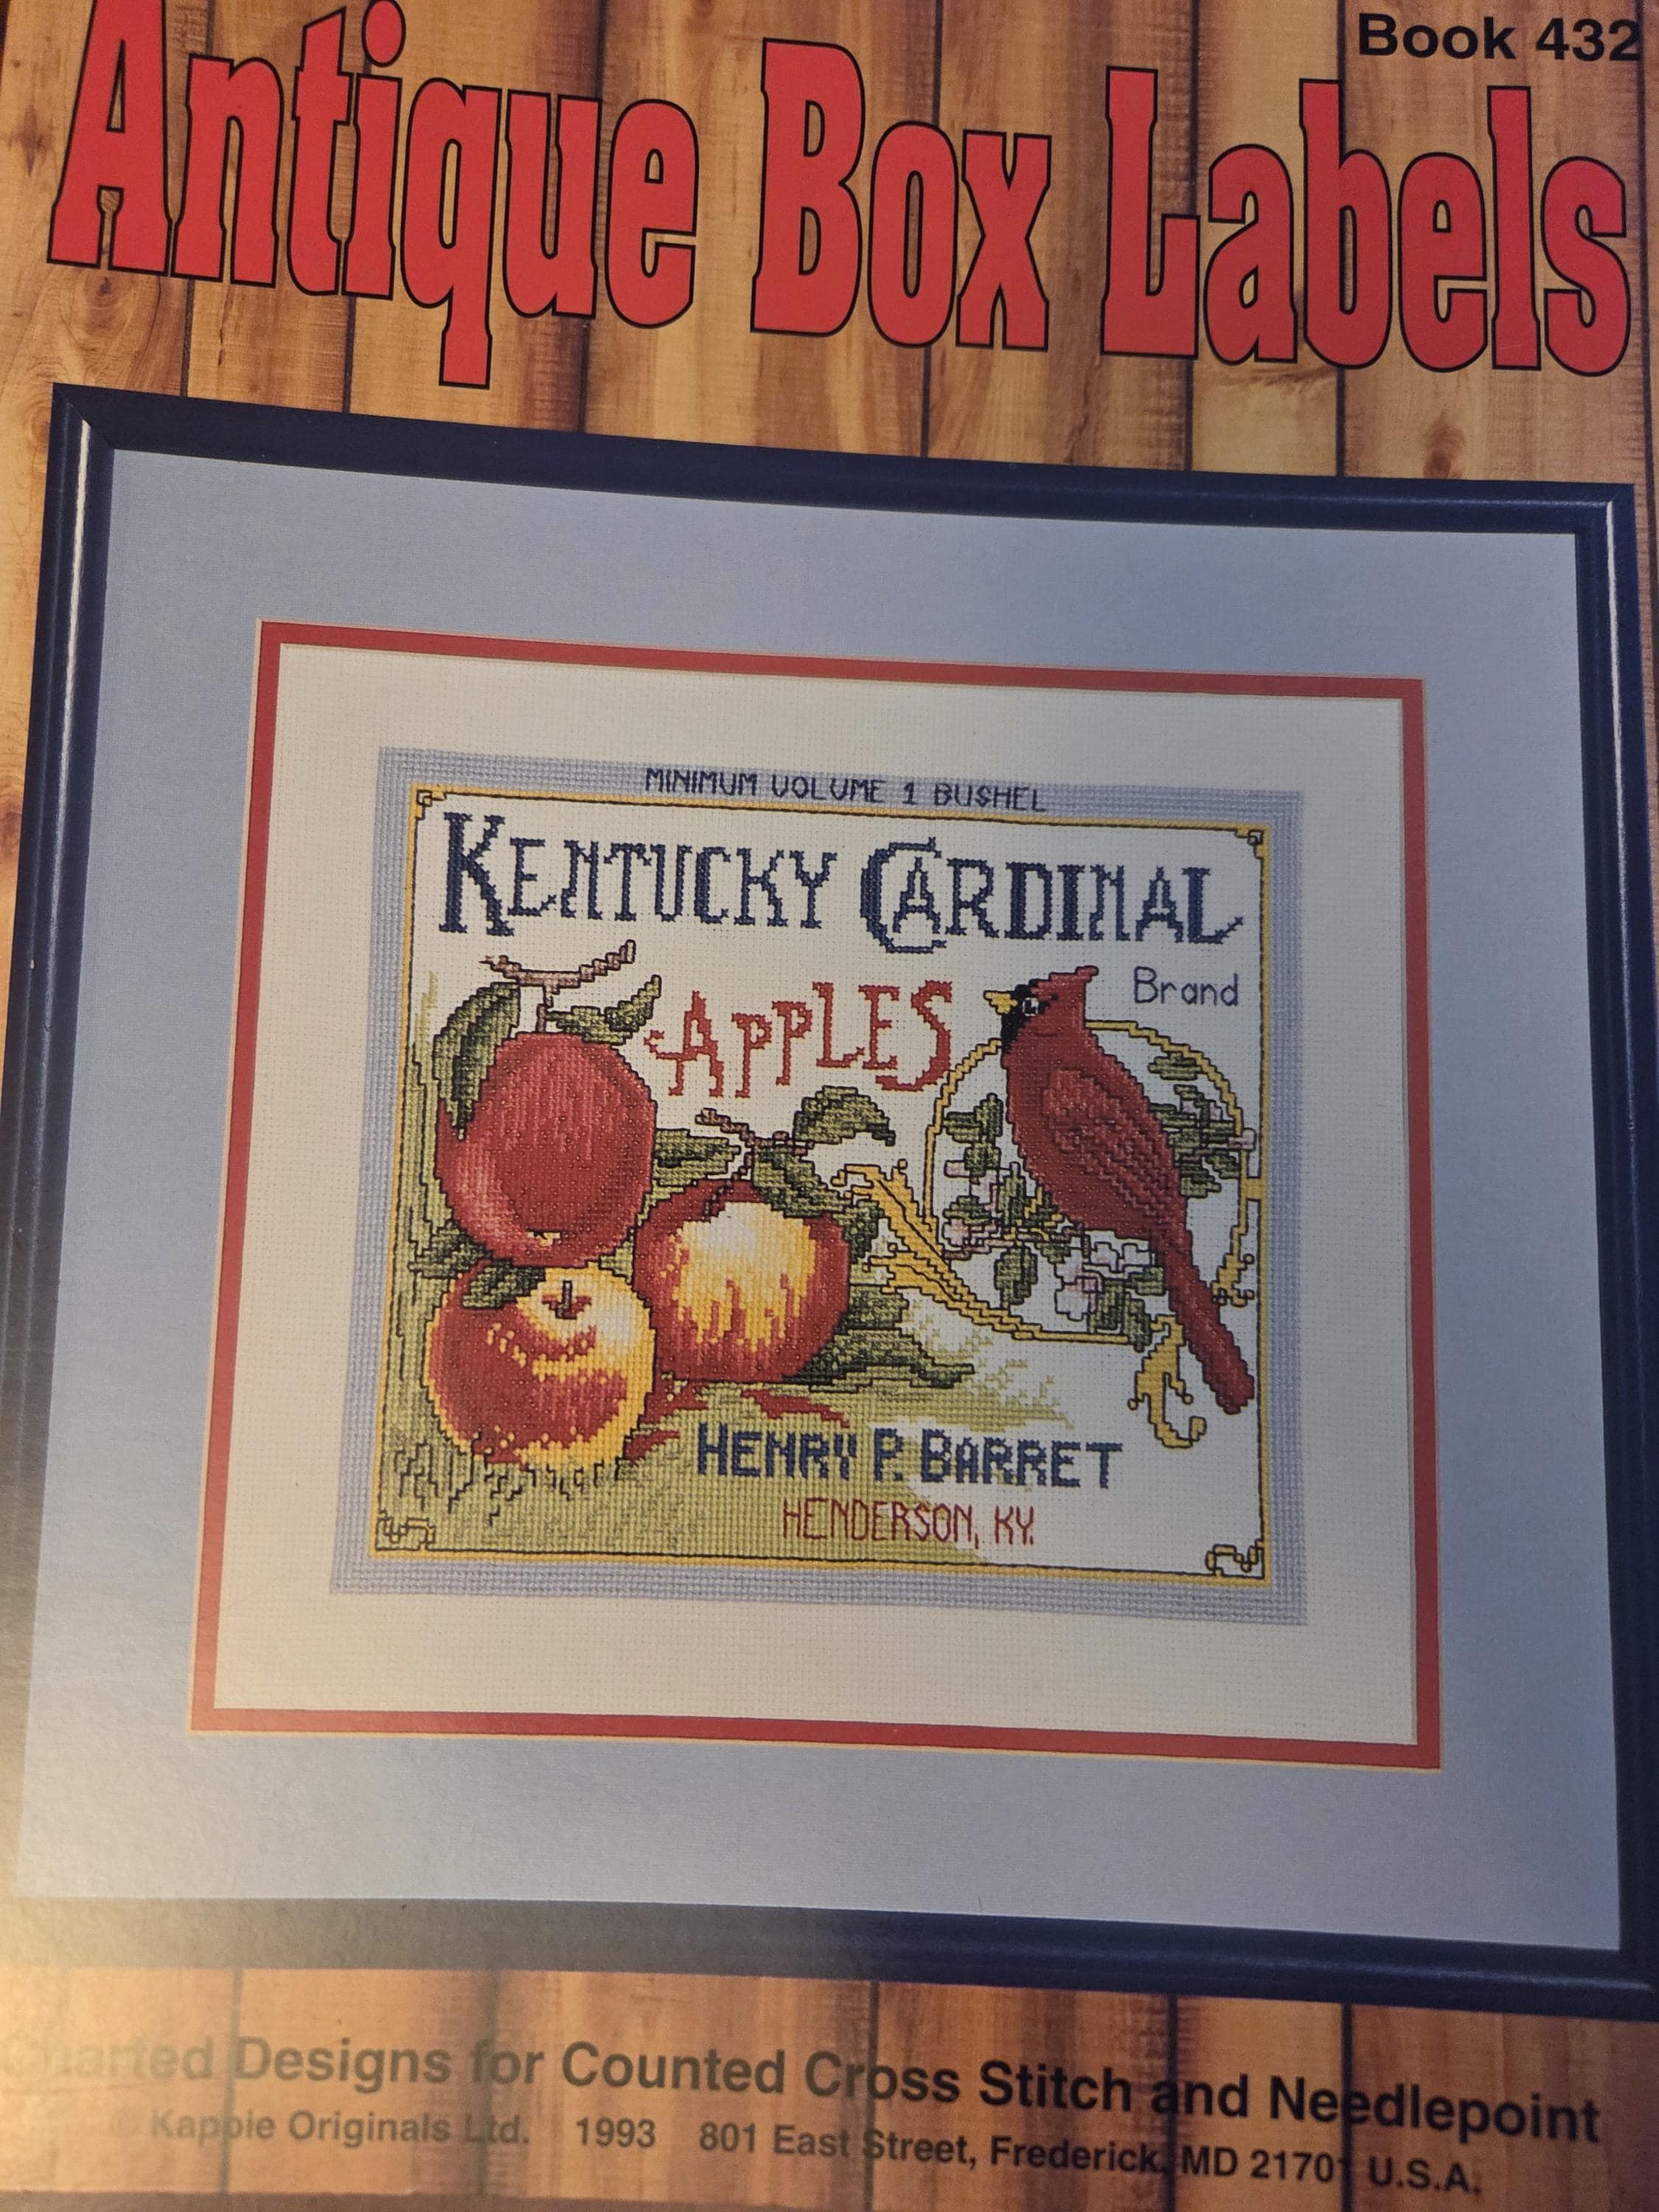 Book 432
Antique Box Labels
MINIMUM VOLUME 1 BUSHEL
KENTUCKY CARDINAL
APPLES
Brand
HENRY P. BARRET
HENDERSON, KY.
Charted Designs for Counted Cross Stitch and Needlepoint
© Kappie Originals Ltd. 1993 801 East Street, Frederick, MD 21701 U.S.A.